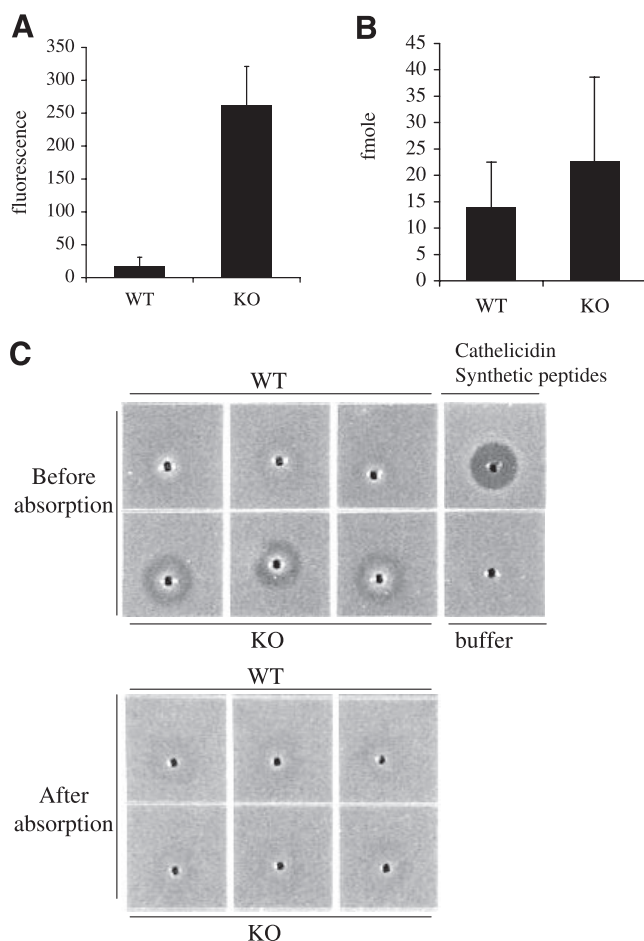 A
350
300
250
200
150
100
50
0
fluorescence
WT KO
B
45
40
35
30
25
20
15
10
5
0
fmole
WT KO
C
WT
Cathelicidin
Synthetic peptides
Before
absorption
KO
buffer
WT
After
absorption
KO